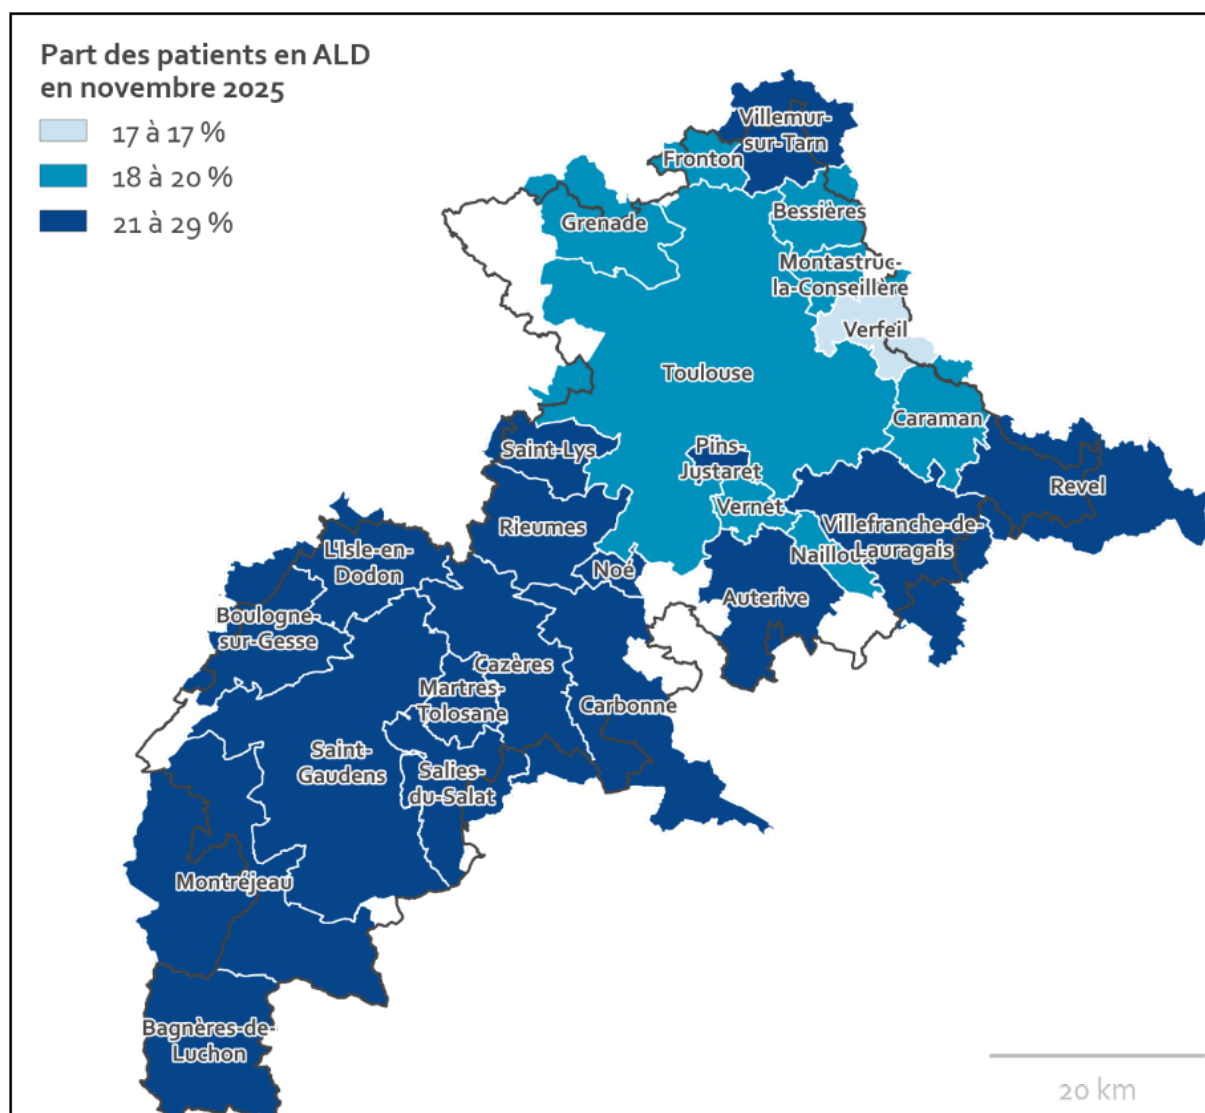 Part des patients en ALD
en novembre 2025
17 à 17 %
18 à 20 %
21 à 29 %
Villemur-
sur-Tarn
Fronton
Bessières
Grenade
Montastruc-
la-Conseillère
Verfeil
Toulouse
Caraman
Saint-Lys
Pins-
Justaret
Revel
Vernet
Rieumes
Villefranche-de-
Lauragais
L'Isle-en-
Dodon
Noé
Auterive
Boulogne-
sur-Gesse
Cazères
Martres-
Tolosane
Carbonne
Saint-
Gaudens
Salies-
du-Salat
Montréjeau
Bagnères-de-
Luchon
20 km